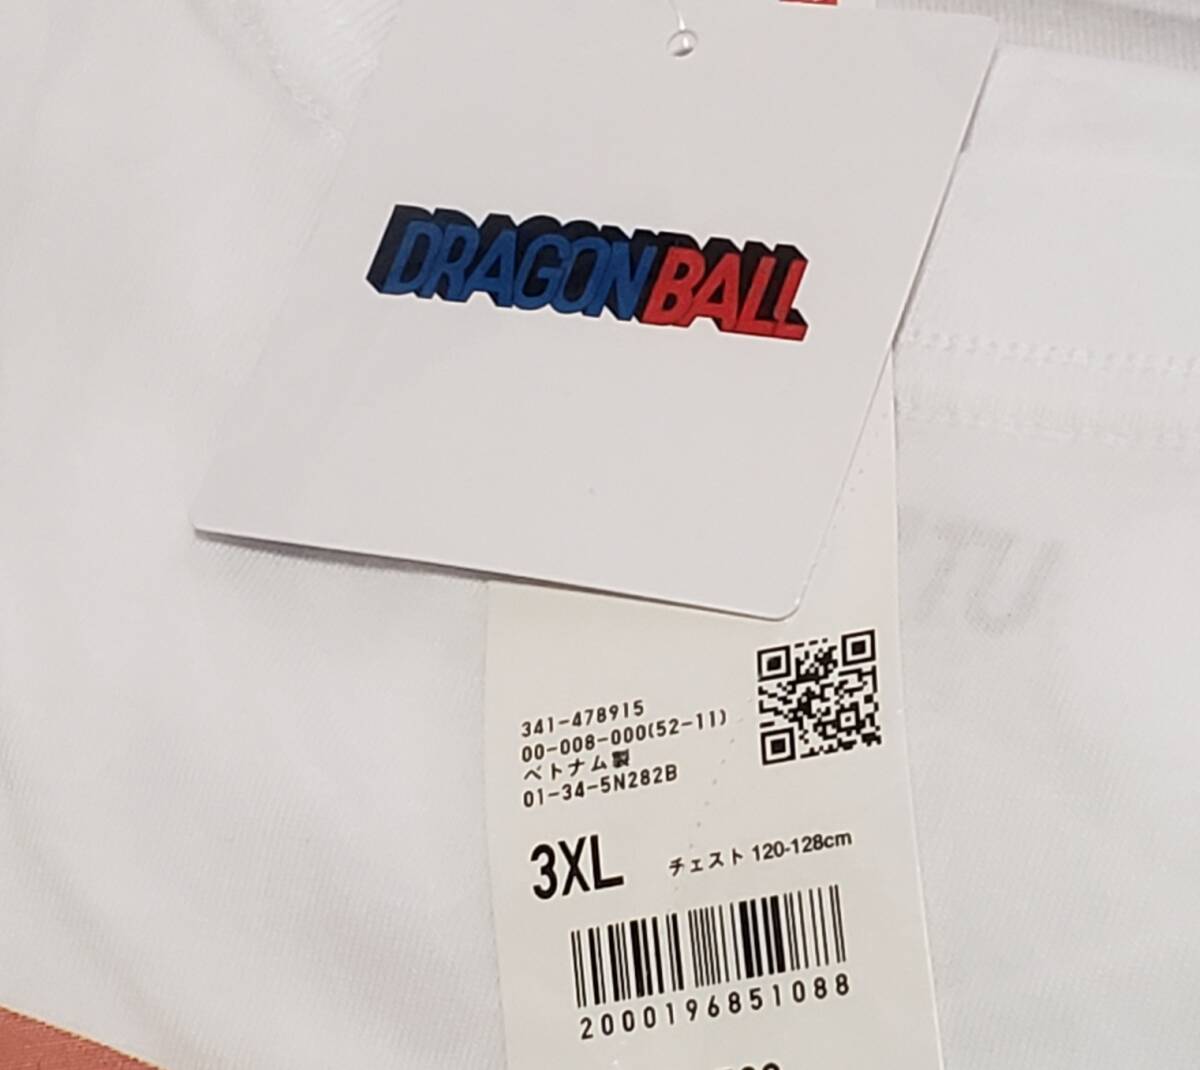 DRAGONBALL
341-478915
00-008-000(52-11)
ベトナム製
01-34-5N282B
3XL チェスト 120-128cm
2000196851088